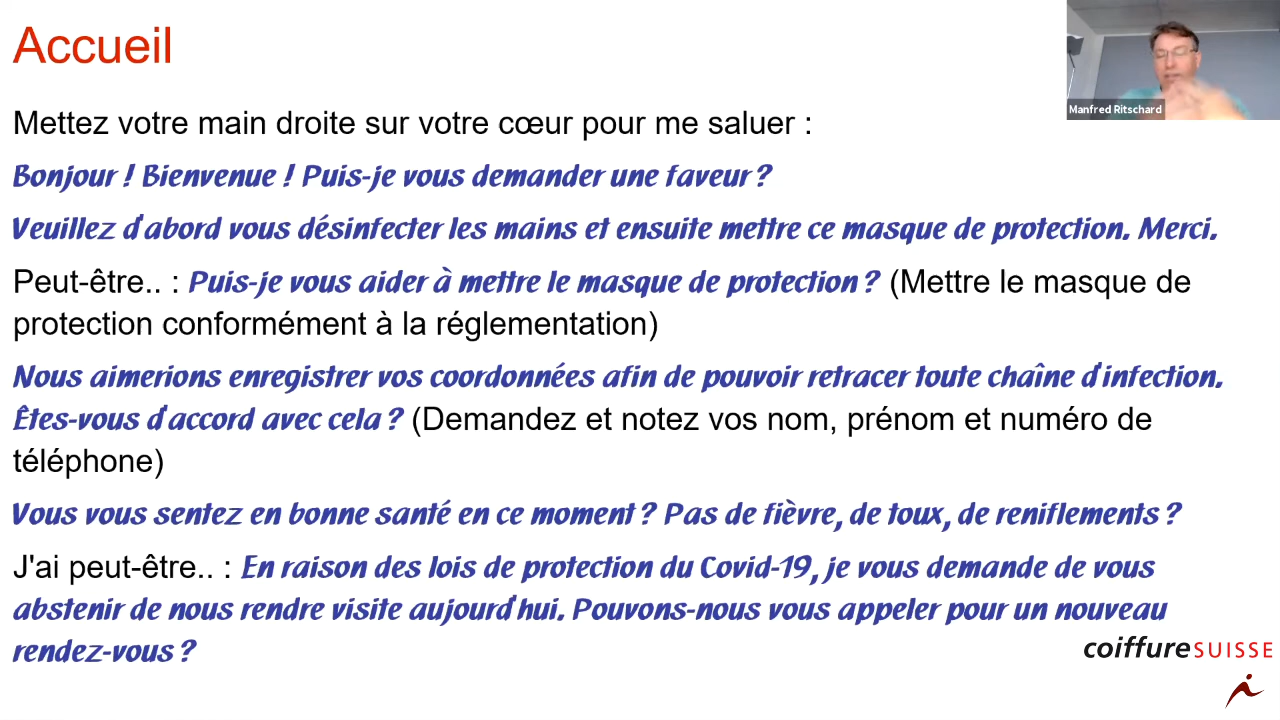 Accueil
Manfred Ritschard
Mettez votre main droite sur votre cœur pour me saluer :
Bonjour ! Bienvenue ! Puis-je vous demander une faveur ?
Veuillez d'abord vous désinfecter les mains et ensuite mettre ce masque de protection. Merci.
Peut-être.. : Puis-je vous aider à mettre le masque de protection ? (Mettre le masque de
protection conformément à la réglementation)
Nous aimerions enregistrer vos coordonnées afin de pouvoir retracer toute chaîne d'infection.
Êtes-vous d'accord avec cela ? (Demandez et notez vos nom, prénom et numéro de
téléphone)
Vous vous sentez en bonne santé en ce moment ? Pas de fièvre, de toux, de reniflements ?
J'ai peut-être.. : En raison des lois de protection du Covid-19, je vous demande de vous
abstenir de nous rendre visite aujourd'hui. Pouvons-nous vous appeler pour un nouveau
rendez-vous ?
coiffureSUISSE